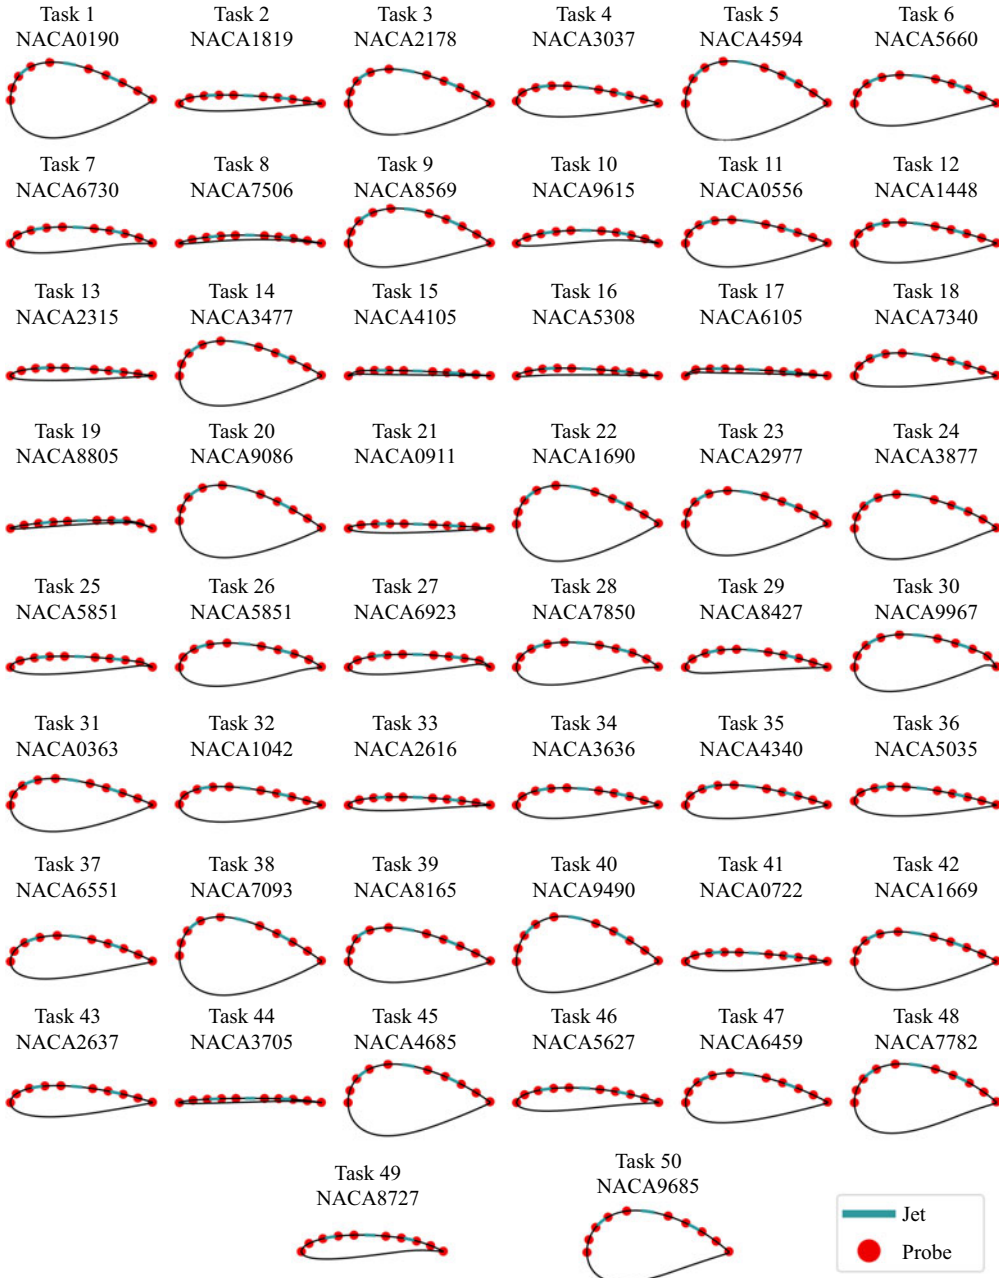 Task 1
NACA0190
Task 2
NACA1819
Task 3
NACA2178
Task 4
NACA3037
Task 5
NACA4594
Task 6
NACA5660
Task 7
NACA6730
Task 8
NACA7506
Task 9
NACA8569
Task 10
NACA9615
Task 11
NACA0556
Task 12
NACA1448
Task 13
NACA2315
Task 14
NACA3477
Task 15
NACA4105
Task 16
NACA5308
Task 17
NACA6105
Task 18
NACA7340
Task 19
NACA8805
Task 20
NACA9086
Task 21
NACA0911
Task 22
NACA1690
Task 23
NACA2977
Task 24
NACA3877
Task 25
NACA5851
Task 26
NACA5851
Task 27
NACA6923
Task 28
NACA7850
Task 29
NACA8427
Task 30
NACA9967
Task 31
NACA0363
Task 32
NACA1042
Task 33
NACA2616
Task 34
NACA3636
Task 35
NACA4340
Task 36
NACA5035
Task 37
NACA6551
Task 38
NACA7093
Task 39
NACA8165
Task 40
NACA9490
Task 41
NACA0722
Task 42
NACA1669
Task 43
NACA2637
Task 44
NACA3705
Task 45
NACA4685
Task 46
NACA5627
Task 47
NACA6459
Task 48
NACA7782
Task 49
NACA8727
Task 50
NACA9685
Jet
Probe